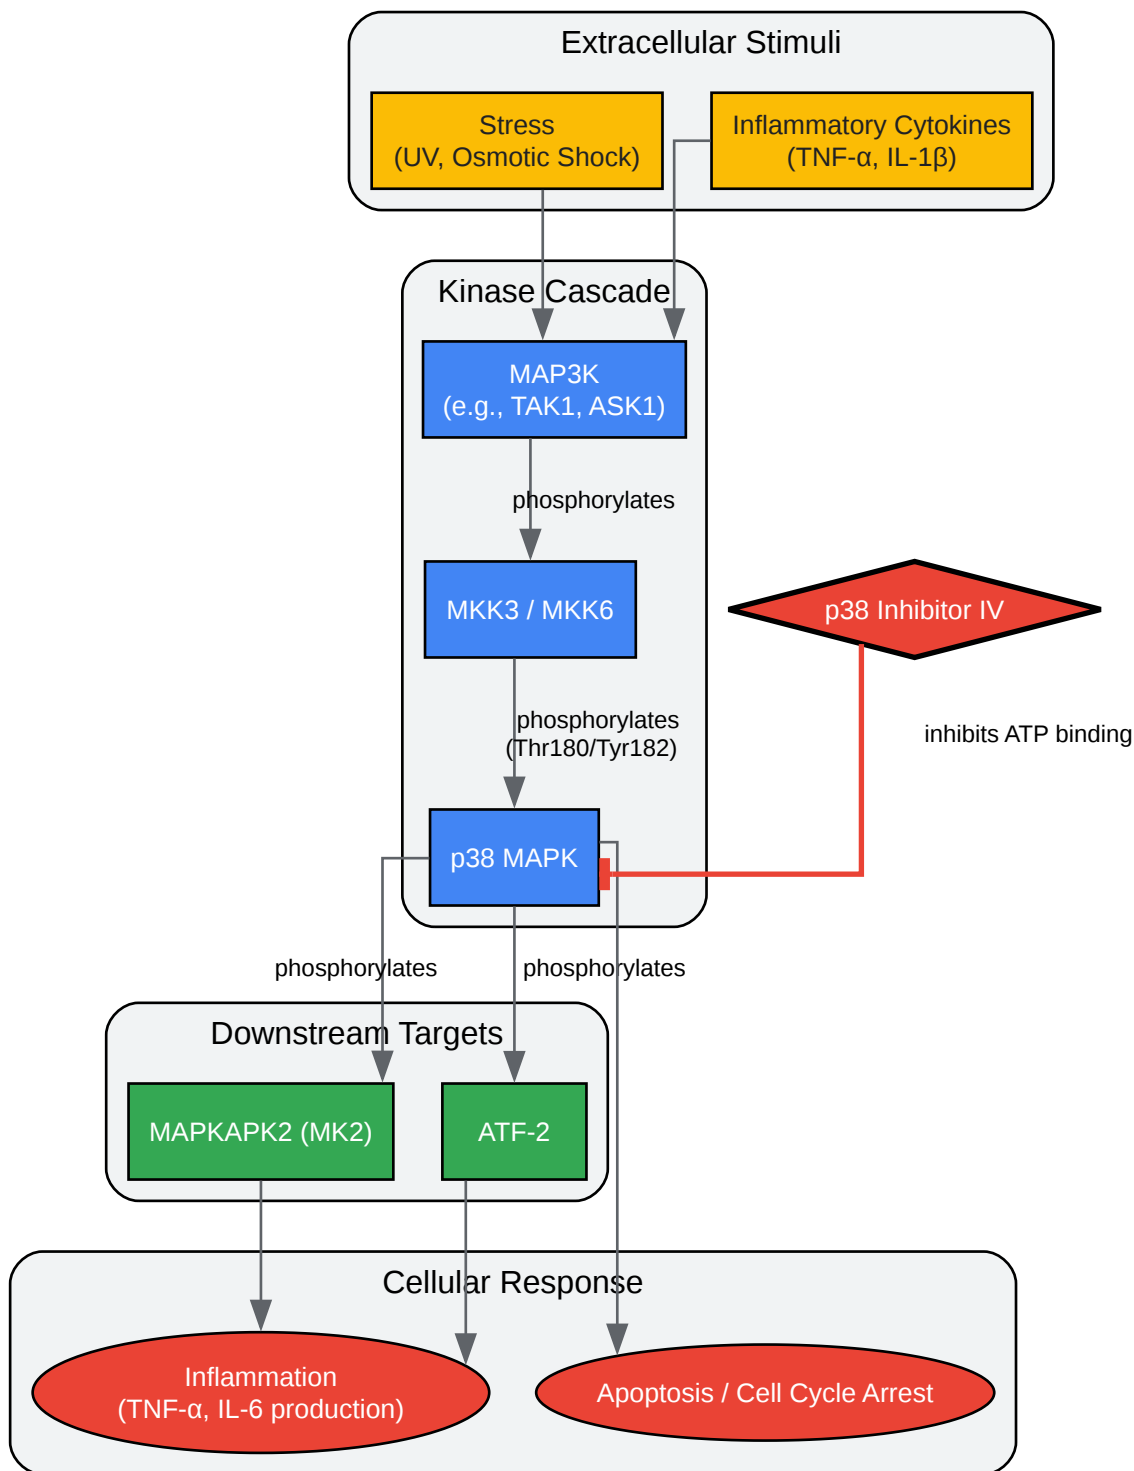 Extracellular Stimuli
Stress
(UV, Osmotic Shock)
Inflammatory Cytokines
(TNF-α, IL-1β)
Kinase Cascade
MAP3K
(e.g., TAK1, ASK1)
phosphorylates
MKK3 / MKK6
p38 Inhibitor IV
phosphorylates
(Thr180/Tyr182)
inhibits ATP binding
p38 MAPK
phosphorylates
phosphorylates
Downstream Targets
MAPKAPK2 (MK2)
ATF-2
Cellular Response
Inflammation
(TNF-α, IL-6 production)
Apoptosis / Cell Cycle Arrest